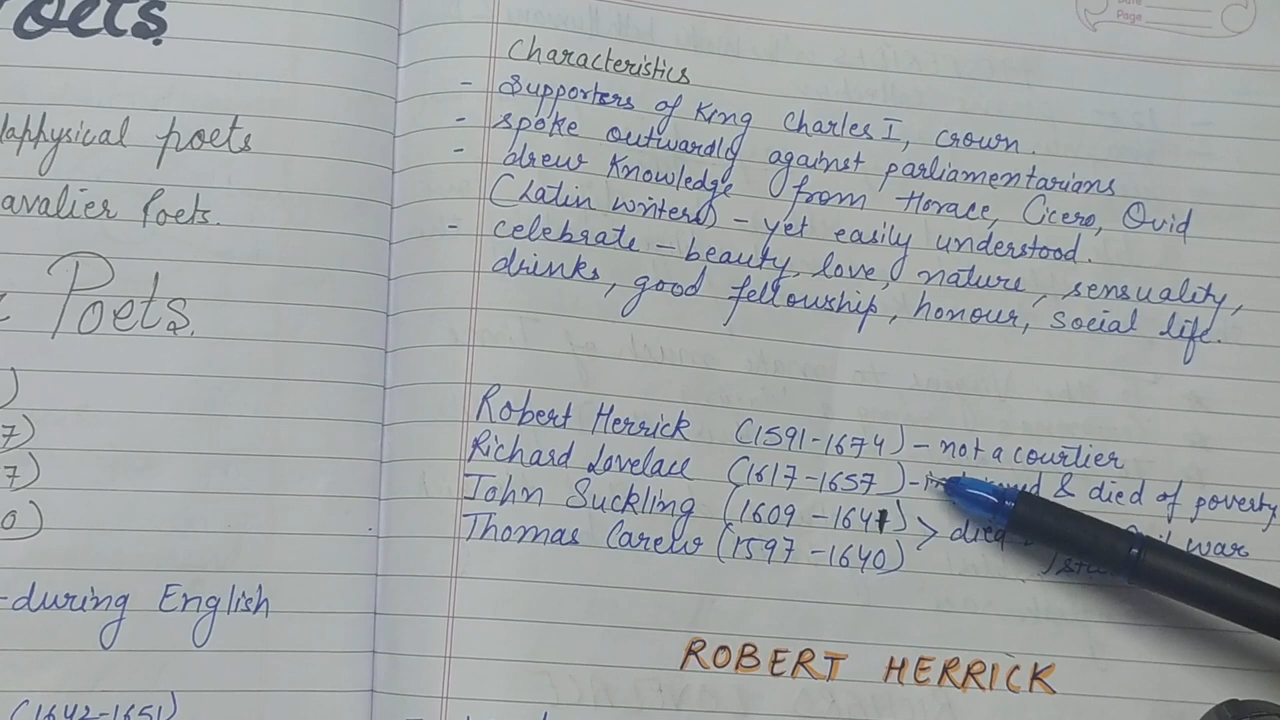 Poets
Page
Characteristics
- Supporters of King Charles I, crown.
- spoke outwardly against parliamentarians
- drew knowledge from Horace, Cicero, Ovid
(Latin writers) - yet easily understood.
- celebrate - beauty, love, nature, sensuality,
drinks, good fellowship, honour, social life.
taphysical poets
avalier Poets.
Poets.
)
7)
7)
0)
Robert Herrick (1591-1674) - not a courtier
Richard Lovelace (1617-1657) - & died of poverty
John Suckling (1609-1641) > died war
Thomas Carew (1597-1640)
-during English
(1642-1651)
ROBERT HERRICK